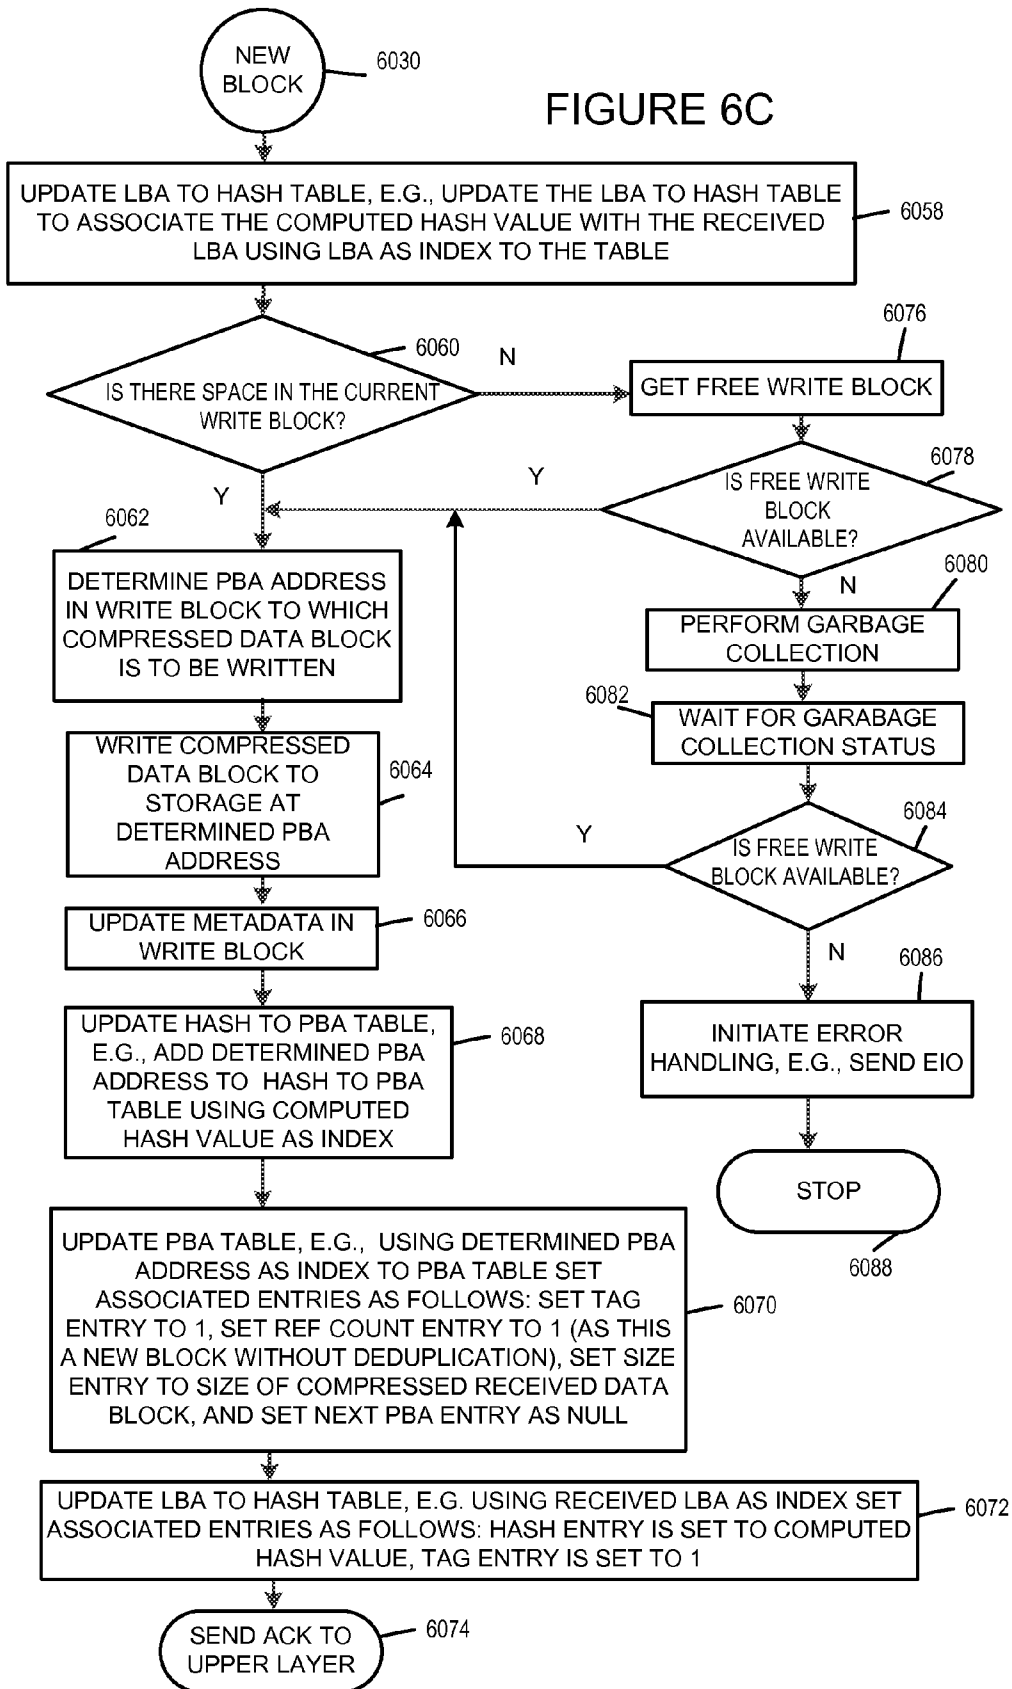 NEW
BLOCK
6030
FIGURE 6C
UPDATE LBA TO HASH TABLE, E.G., UPDATE THE LBA TO HASH TABLE
TO ASSOCIATE THE COMPUTED HASH VALUE WITH THE RECEIVED
LBA USING LBA AS INDEX TO THE TABLE
6058
6060
IS THERE SPACE IN THE CURRENT
WRITE BLOCK?
N
Y
6076
GET FREE WRITE BLOCK
6078
IS FREE WRITE
BLOCK
AVAILABLE?
Y
N
6062
DETERMINE PBA ADDRESS
IN WRITE BLOCK TO WHICH
COMPRESSED DATA BLOCK
IS TO BE WRITTEN
6080
PERFORM GARBAGE
COLLECTION
6082
WAIT FOR GARABAGE
COLLECTION STATUS
WRITE COMPRESSED
DATA BLOCK TO
STORAGE AT
DETERMINED PBA
ADDRESS
6064
6084
IS FREE WRITE
BLOCK AVAILABLE?
Y
N
UPDATE METADATA IN
WRITE BLOCK
6066
6086
INITIATE ERROR
HANDLING, E.G., SEND EIO
UPDATE HASH TO PBA TABLE,
E.G., ADD DETERMINED PBA
ADDRESS TO HASH TO PBA
TABLE USING COMPUTED
HASH VALUE AS INDEX
6068
STOP
6088
UPDATE PBA TABLE, E.G., USING DETERMINED PBA
ADDRESS AS INDEX TO PBA TABLE SET
ASSOCIATED ENTRIES AS FOLLOWS: SET TAG
ENTRY TO 1, SET REF COUNT ENTRY TO 1 (AS THIS
A NEW BLOCK WITHOUT DEDUPLICATION), SET SIZE
ENTRY TO SIZE OF COMPRESSED RECEIVED DATA
BLOCK, AND SET NEXT PBA ENTRY AS NULL
6070
UPDATE LBA TO HASH TABLE, E.G. USING RECEIVED LBA AS INDEX SET
ASSOCIATED ENTRIES AS FOLLOWS: HASH ENTRY IS SET TO COMPUTED
HASH VALUE, TAG ENTRY IS SET TO 1
6072
SEND ACK TO
UPPER LAYER
6074